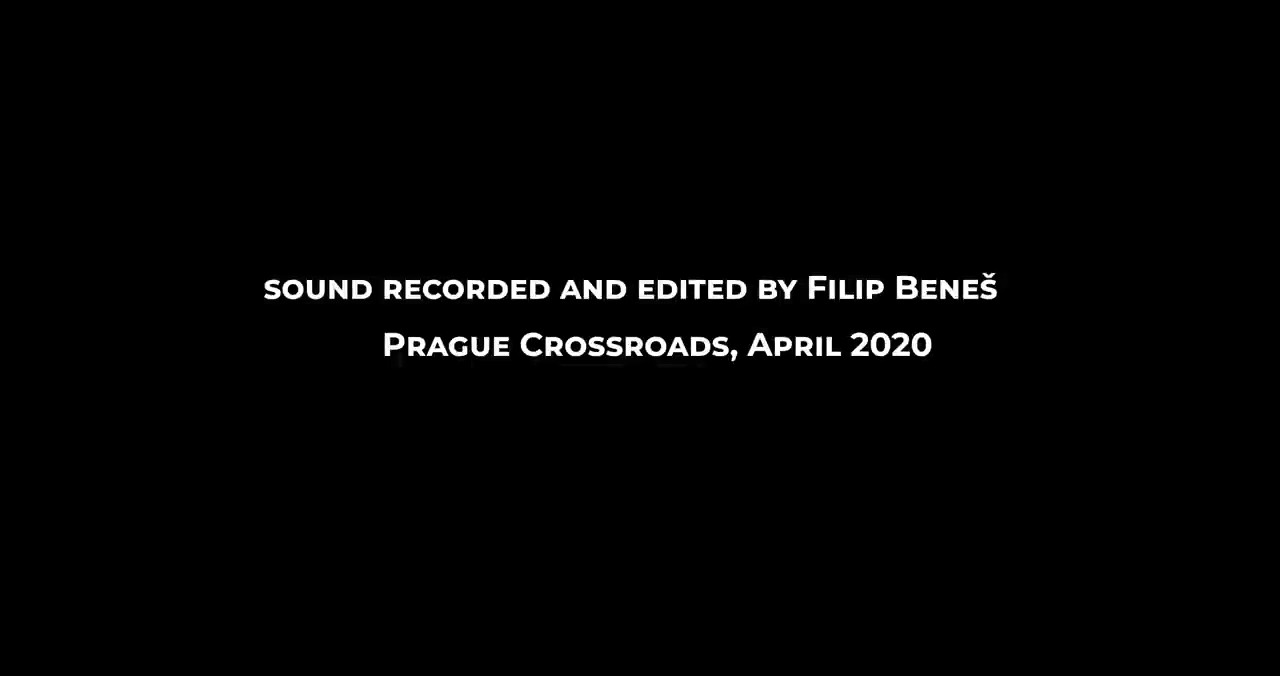 sound recorded and edited by Filip Beneš
Prague Crossroads, April 2020